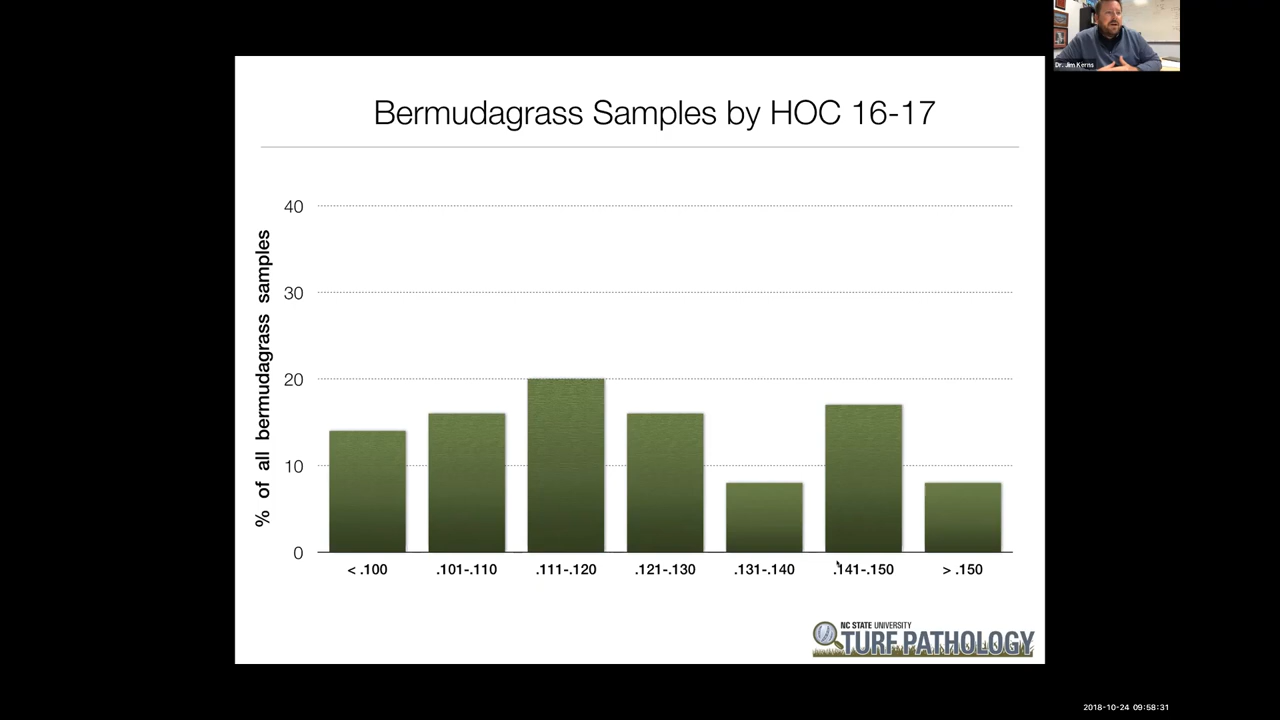 Dr. Jim Kerns
Bermudagrass Samples by HOC 16-17
% of all bermudagrass samples
40
30
20
10
0
< .100 .101-.110 .111-.120 .121-.130 .131-.140 .141-.150 > .150
NC STATE UNIVERSITY
TURF PATHOLOGY
2018-10-24 09:58:31